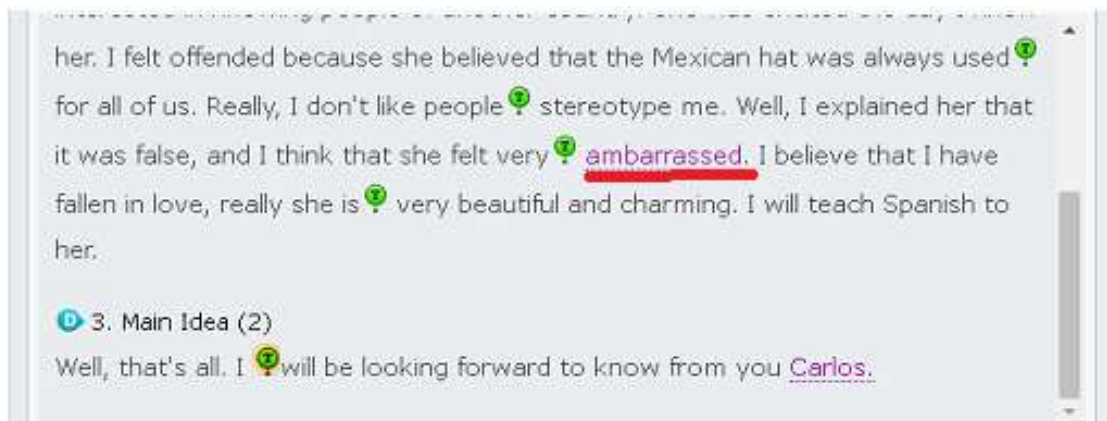 her. I felt offended because she believed that the Mexican hat was always used
for all of us. Really, I don't like people stereotype me. Well, I explained her that
it was false, and I think that she felt very ambarrassed. I believe that I have
fallen in love, really she is very beautiful and charming. I will teach Spanish to
her.
3. Main Idea (2)
Well, that's all. I will be looking forward to know from you Carlos.